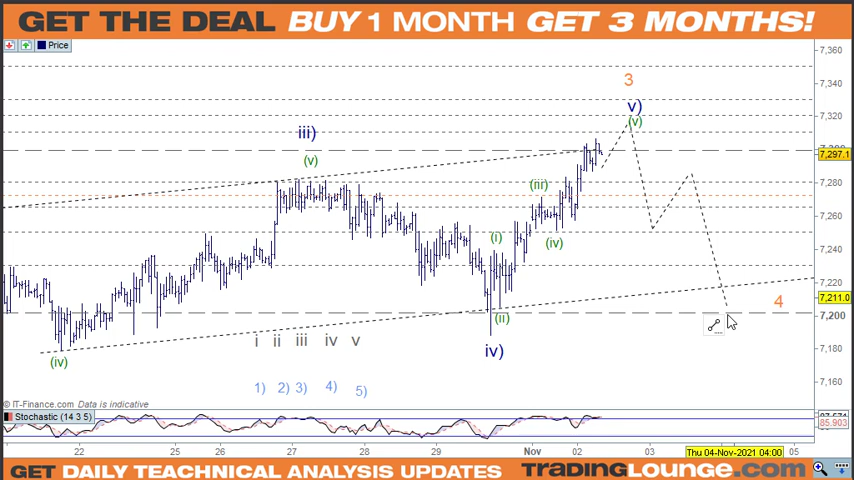 GET THE DEAL BUY 1 MONTH GET 3 MONTHS!
Price
7,360
7,340
3
v)
7,320
(v)
iii)
(v)
7,297.1
7,280
(iii)
7,260
(i)
(iv)
7,240
7,220
7,211.0
4
7,200
(ii)
i ii iii iv v
iv)
7,180
(iv)
1) 2) 3) 4) 5)
7,160
© IT-Finance.com Data is indicative
Stochastic (14 3 5)
85.903
22 25 26 27 28 29 Nov 02 03 Thu 04-Nov-2021 04:00 05
GET DAILY TEACHNICAL ANALYSIS UPDATES TRADINGLOUNGE.com